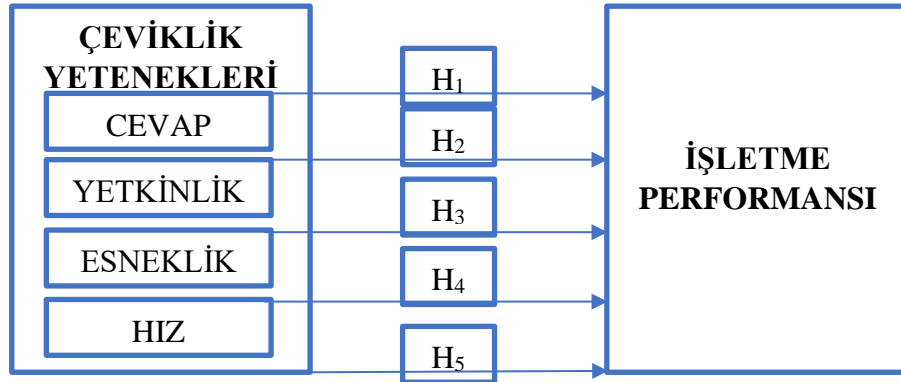 ÇEVİKLİK
YETENEKLERİ
CEVAP
YETKİNLİK
ESNEKLİK
HIZ
H₁
H₂
H₃
H₄
H₅
İŞLETME
PERFORMANSI